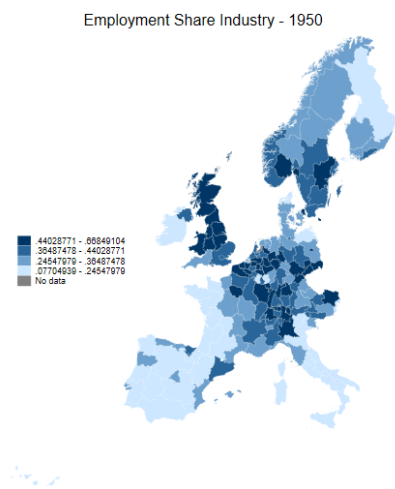 Employment Share Industry - 1950
.44028771 - .66849104
.36487478 - .44028771
.24547979 - .36487478
.07704939 - .24547979
No data